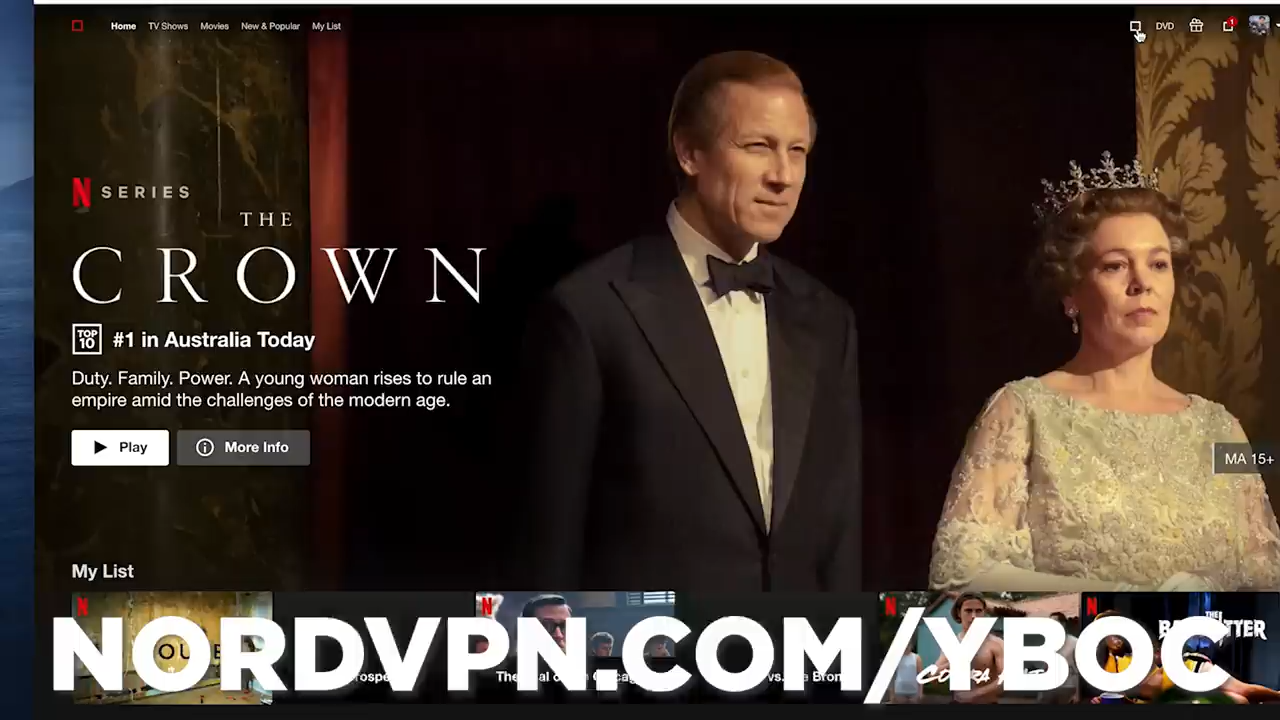 Home TV Shows Movies New & Popular My List
DVD
1
N SERIES
THE
CROWN
TOP 10 #1 in Australia Today
Duty. Family. Power. A young woman rises to rule an
empire amid the challenges of the modern age.
Play
More Info
MA 15+
My List
NORDVPN.COM/YBOC